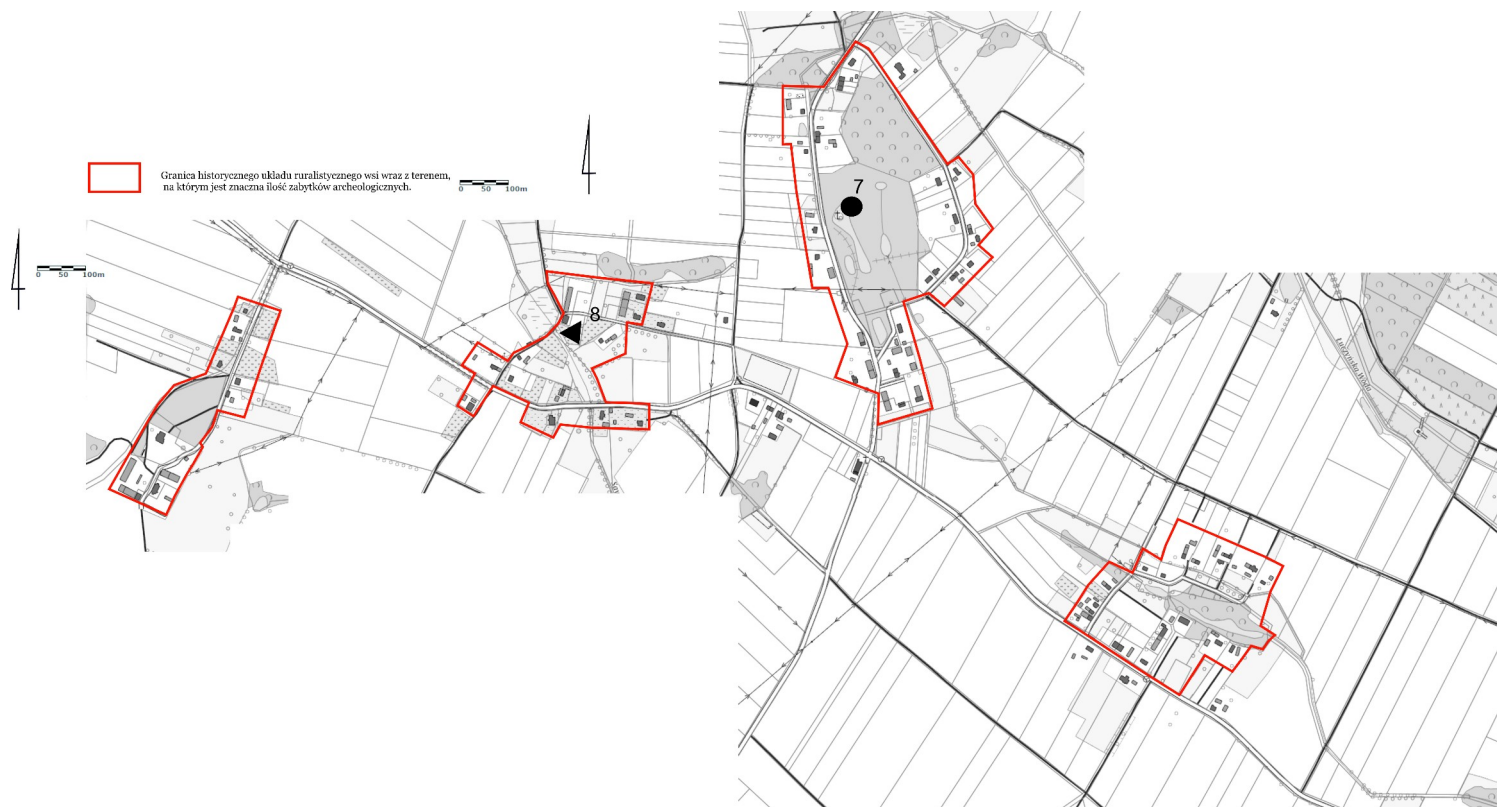 7
Granica historycznego układu ruralistycznego wsi wraz z terenem,
na którym jest znaczna ilość zabytków archeologicznych.
0 50 100m
0 50 100m
8